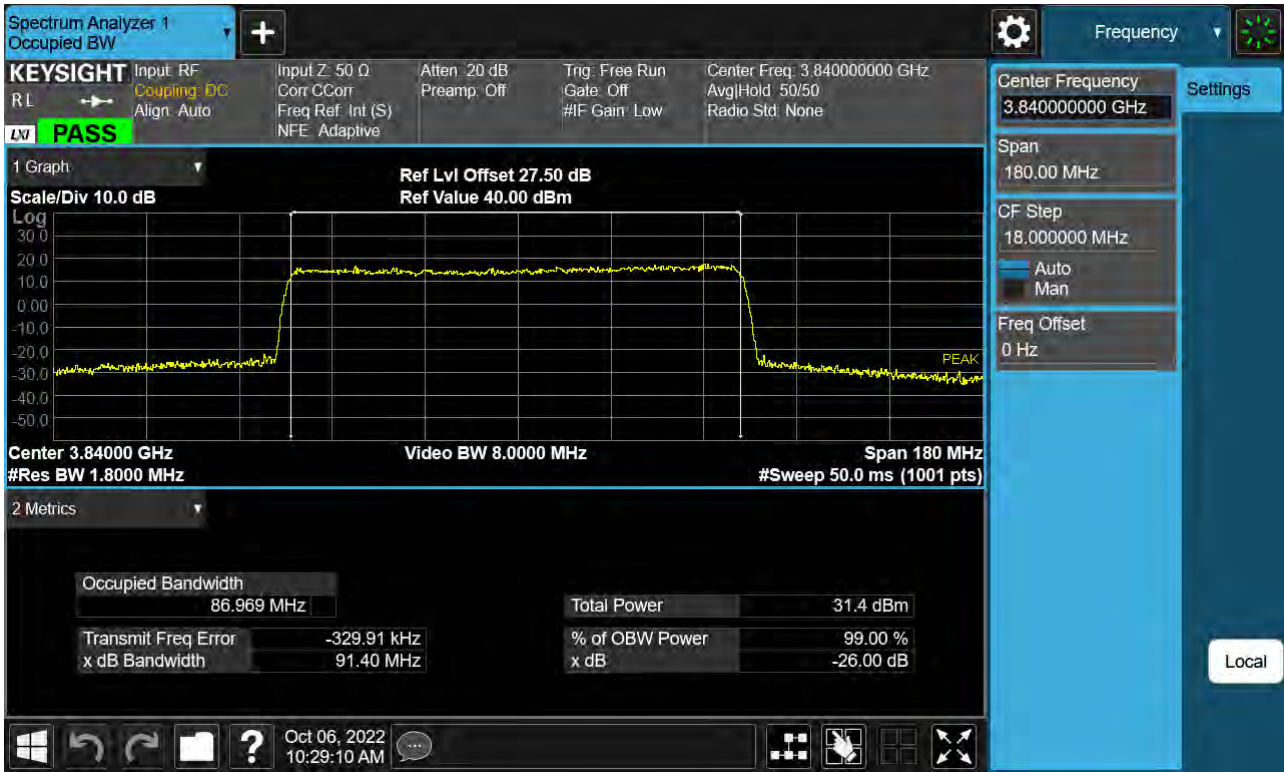 Spectrum Analyzer 1
Occupied BW
+
Frequency
KEYSIGHT
RL
LXI
PASS
Input: RF
Coupling: DC
Align: Auto
Input Z: 50 Ω
Corr CCorr
Freq Ref: Int (S)
NFE: Adaptive
Atten: 20 dB
Preamp: Off
Trig: Free Run
Gate: Off
#IF Gain: Low
Center Freq: 3.840000000 GHz
Avg|Hold: 50/50
Radio Std: None
Center Frequency
3.840000000 GHz
Settings
Span
180.00 MHz
CF Step
18.000000 MHz
Auto
Man
Freq Offset
0 Hz
Local
1 Graph
Scale/Div 10.0 dB
Ref Lvl Offset 27.50 dB
Ref Value 40.00 dBm
Log
30.0
20.0
10.0
0.00
-10.0
-20.0
-30.0
-40.0
-50.0
PEAK
Center 3.84000 GHz
Video BW 8.0000 MHz
Span 180 MHz
#Res BW 1.8000 MHz
#Sweep 50.0 ms (1001 pts)
2 Metrics
Occupied Bandwidth
86.969 MHz
Total Power 31.4 dBm
Transmit Freq Error -329.91 kHz
% of OBW Power 99.00 %
x dB Bandwidth 91.40 MHz
x dB -26.00 dB
?
Oct 06, 2022
10:29:10 AM